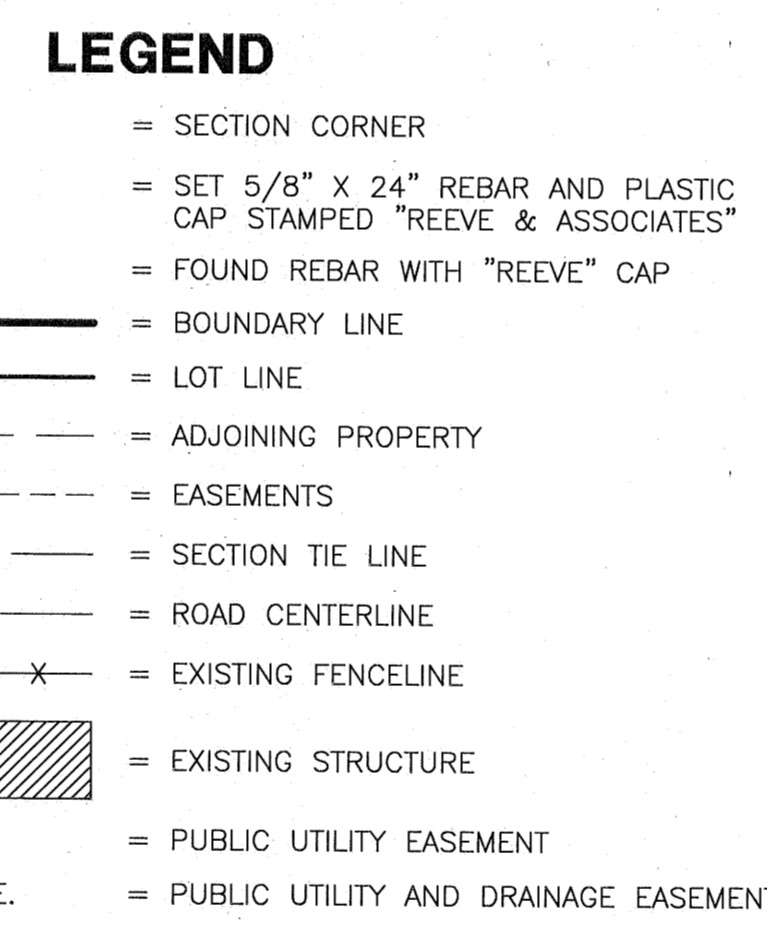 LEGEND
= SECTION CORNER
= SET 5/8" X 24" REBAR AND PLASTIC
CAP STAMPED "REEVE & ASSOCIATES"
= FOUND REBAR WITH "REEVE" CAP
= BOUNDARY LINE
= LOT LINE
= ADJOINING PROPERTY
= EASEMENTS
= SECTION TIE LINE
= ROAD CENTERLINE
X = EXISTING FENCELINE
= EXISTING STRUCTURE
= PUBLIC UTILITY EASEMENT
E. = PUBLIC UTILITY AND DRAINAGE EASEMENT